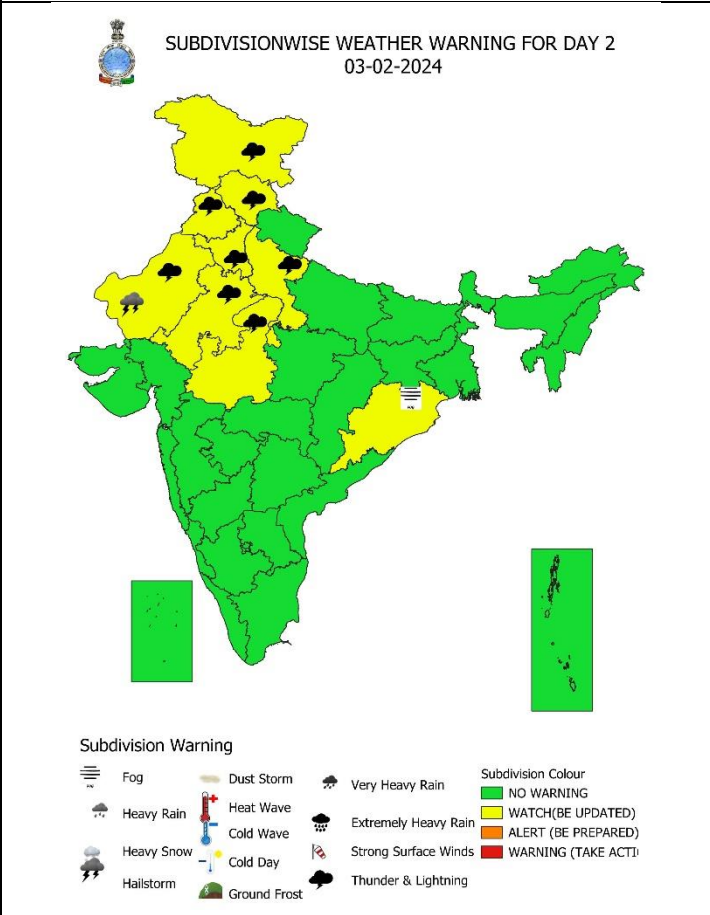 SUBDIVISIONWISE WEATHER WARNING FOR DAY 2
03-02-2024
Subdivision Warning
Fog
Heavy Rain
Heavy Snow
Hailstorm
Dust Storm
Heat Wave
Cold Wave
Cold Day
Ground Frost
Very Heavy Rain
Extremely Heavy Rain
Strong Surface Winds
Thunder & Lightning
Subdivision Colour
NO WARNING
WATCH(BE UPDATED)
ALERT (BE PREPARED)
WARNING (TAKE ACTI